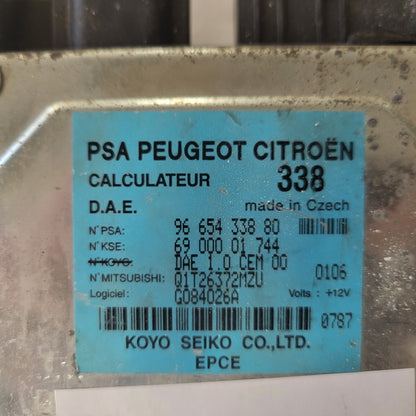 PSA PEUGEOT CITROËN
CALCULATEUR 338
D.A.E. made in Czech
N°PSA: 96 654 338 80
N°KSE: 69 000 01 744
N°KOYO: DAE 1.0 CEM 00
N°MITSUBISHI: Q1T26372MZU 0106
Logiciel: G084026A Volts : +12V
0787
KOYO SEIKO CO.,LTD.
EPCE